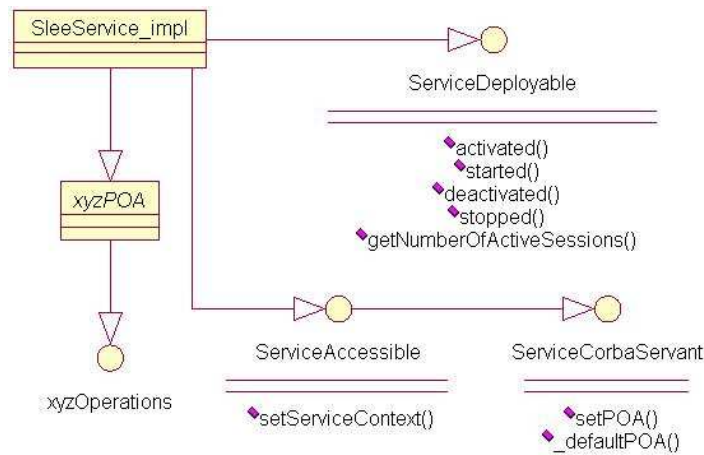 SleeService_impl
ServiceDeployable
activated()
started()
deactivated()
stopped()
getNumberOfActiveSessions()
xyzPOA
xyzOperations
ServiceAccessible
setServiceContext()
ServiceCorbaServant
setPOA()
_defaultPOA()